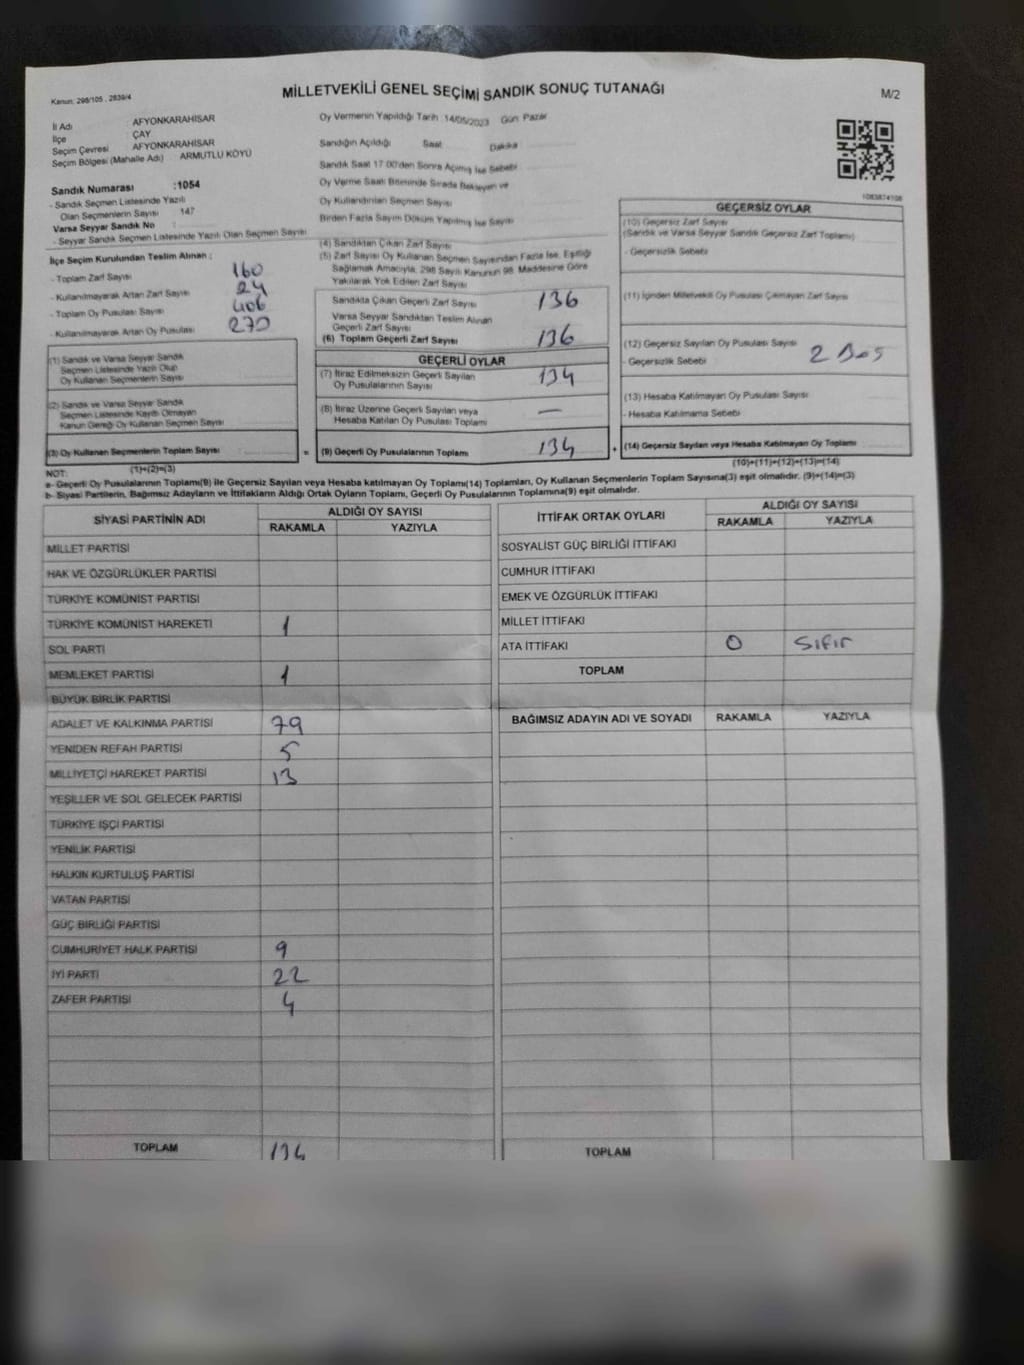 Kanun: 298/105 , 2839/4
MİLLETVEKİLİ GENEL SEÇİMİ SANDIK SONUÇ TUTANAĞI
M/2
İl Adı AFYONKARAHİSAR
İlçe ÇAY
Seçim Çevresi AFYONKARAHİSAR
Seçim Bölgesi (Mahalle Adı) ARMUTLU KÖYÜ
Sandık Numarası :1054
- Sandık Seçmen Listesinde Yazılı
Olan Seçmenlerin Sayısı 147
Varsa Seyyar Sandık No :
- Seyyar Sandık Seçmen Listesinde Yazılı Olan Seçmen Sayısı
İlçe Seçim Kurulundan Teslim Alınan ;
- Toplam Zarf Sayısı 160
- Kullanılmayarak Artan Zarf Sayısı 24
- Toplam Oy Pusulası Sayısı 406
- Kullanılmayarak Artan Oy Pusulası 270
(1) Sandık ve Varsa Seyyar Sandık
Seçmen Listesinde Yazılı Olup
Oy Kullanan Seçmenlerin Sayısı
(2) Sandık ve Varsa Seyyar Sandık
Seçmen Listesinde Kayıtlı Olmayan
Kanun Gereği Oy Kullanan Seçmen Sayısı
(3) Oy Kullanan Seçmenlerin Toplam Sayısı =
(1)+(2)=(3)
Oy Vermenin Yapıldığı Tarih 14/05/2023 Gün: Pazar
Sandığın Açıldığı Saat Dakika
Sandık Saat 17.00'den Sonra Açılmış İse Sebebi
Oy Verme Saati Bitiminde Sırada Bekleyen ve
Oy Kullandırılan Seçmen Sayısı
Birden Fazla Sayım Döküm Yapılmış İse Sayısı
(4) Sandıktan Çıkan Zarf Sayısı
(5) Zarf Sayısı Oy Kullanan Seçmen Sayısından Fazla İse, Eşitliği
Sağlamak Amacıyla, 298 Sayılı Kanunun 98. Maddesine Göre
Yakılarak Yok Edilen Zarf Sayısı
Sandıkta Çıkan Geçerli Zarf Sayısı 136
Varsa Seyyar Sandıktan Teslim Alınan
Geçerli Zarf Sayısı
(6) Toplam Geçerli Zarf Sayısı 136
GEÇERLİ OYLAR
(7) İtiraz Edilmeksizin Geçerli Sayılan
Oy Pusulalarının Sayısı 134
(8) İtiraz Üzerine Geçerli Sayılan veya
Hesaba Katılan Oy Pusulası Toplamı —
(9) Geçerli Oy Pusulalarının Toplamı 134 +
1083874108
GEÇERSİZ OYLAR
(10) Geçersiz Zarf Sayısı
(Sandık ve Varsa Seyyar Sandık Geçersiz Zarf Toplamı)
- Geçersizlik Sebebi
(11) İçinden Milletvekili Oy Pusulası Çıkmayan Zarf Sayısı
(12) Geçersiz Sayılan Oy Pusulası Sayısı
- Geçersizlik Sebebi 2 Boş
(13) Hesaba Katılmayan Oy Pusulası Sayısı
- Hesaba Katılmama Sebebi
(14) Geçersiz Sayılan veya Hesaba Katılmayan Oy Toplamı
(10)+(11)+(12)+(13)=(14)
NOT:
a- Geçerli Oy Pusulalarının Toplamı(9) ile Geçersiz Sayılan veya Hesaba katılmayan Oy Toplamı(14) Toplamları, Oy Kullanan Seçmenlerin Toplam Sayısına(3) eşit olmalıdır. (9)+(14)=(3)
b- Siyasi Partilerin, Bağımsız Adayların ve İttifakların Aldığı Ortak Oyların Toplamı, Geçerli Oy Pusulalarının Toplamına(9) eşit olmalıdır.
SİYASİ PARTİNİN ADI ALDIĞI OY SAYISI
RAKAMLA YAZIYLA
MİLLET PARTİSİ
HAK VE ÖZGÜRLÜKLER PARTİSİ
TÜRKİYE KOMÜNİST PARTİSİ
TÜRKİYE KOMÜNİST HAREKETİ 1
SOL PARTİ
MEMLEKET PARTİSİ 1
BÜYÜK BİRLİK PARTİSİ
ADALET VE KALKINMA PARTİSİ 79
YENİDEN REFAH PARTİSİ 5
MİLLİYETÇİ HAREKET PARTİSİ 13
YEŞİLLER VE SOL GELECEK PARTİSİ
TÜRKİYE İŞÇİ PARTİSİ
YENİLİK PARTİSİ
HALKIN KURTULUŞ PARTİSİ
VATAN PARTİSİ
GÜÇ BİRLİĞİ PARTİSİ
CUMHURİYET HALK PARTİSİ 9
İYİ PARTİ 22
ZAFER PARTİSİ 4
TOPLAM 134
İTTİFAK ORTAK OYLARI ALDIĞI OY SAYISI
RAKAMLA YAZIYLA
SOSYALİST GÜÇ BİRLİĞİ İTTİFAKI
CUMHUR İTTİFAKI
EMEK VE ÖZGÜRLÜK İTTİFAKI
MİLLET İTTİFAKI
ATA İTTİFAKI 0 Sıfır
TOPLAM
BAĞIMSIZ ADAYIN ADI VE SOYADI RAKAMLA YAZIYLA
TOPLAM